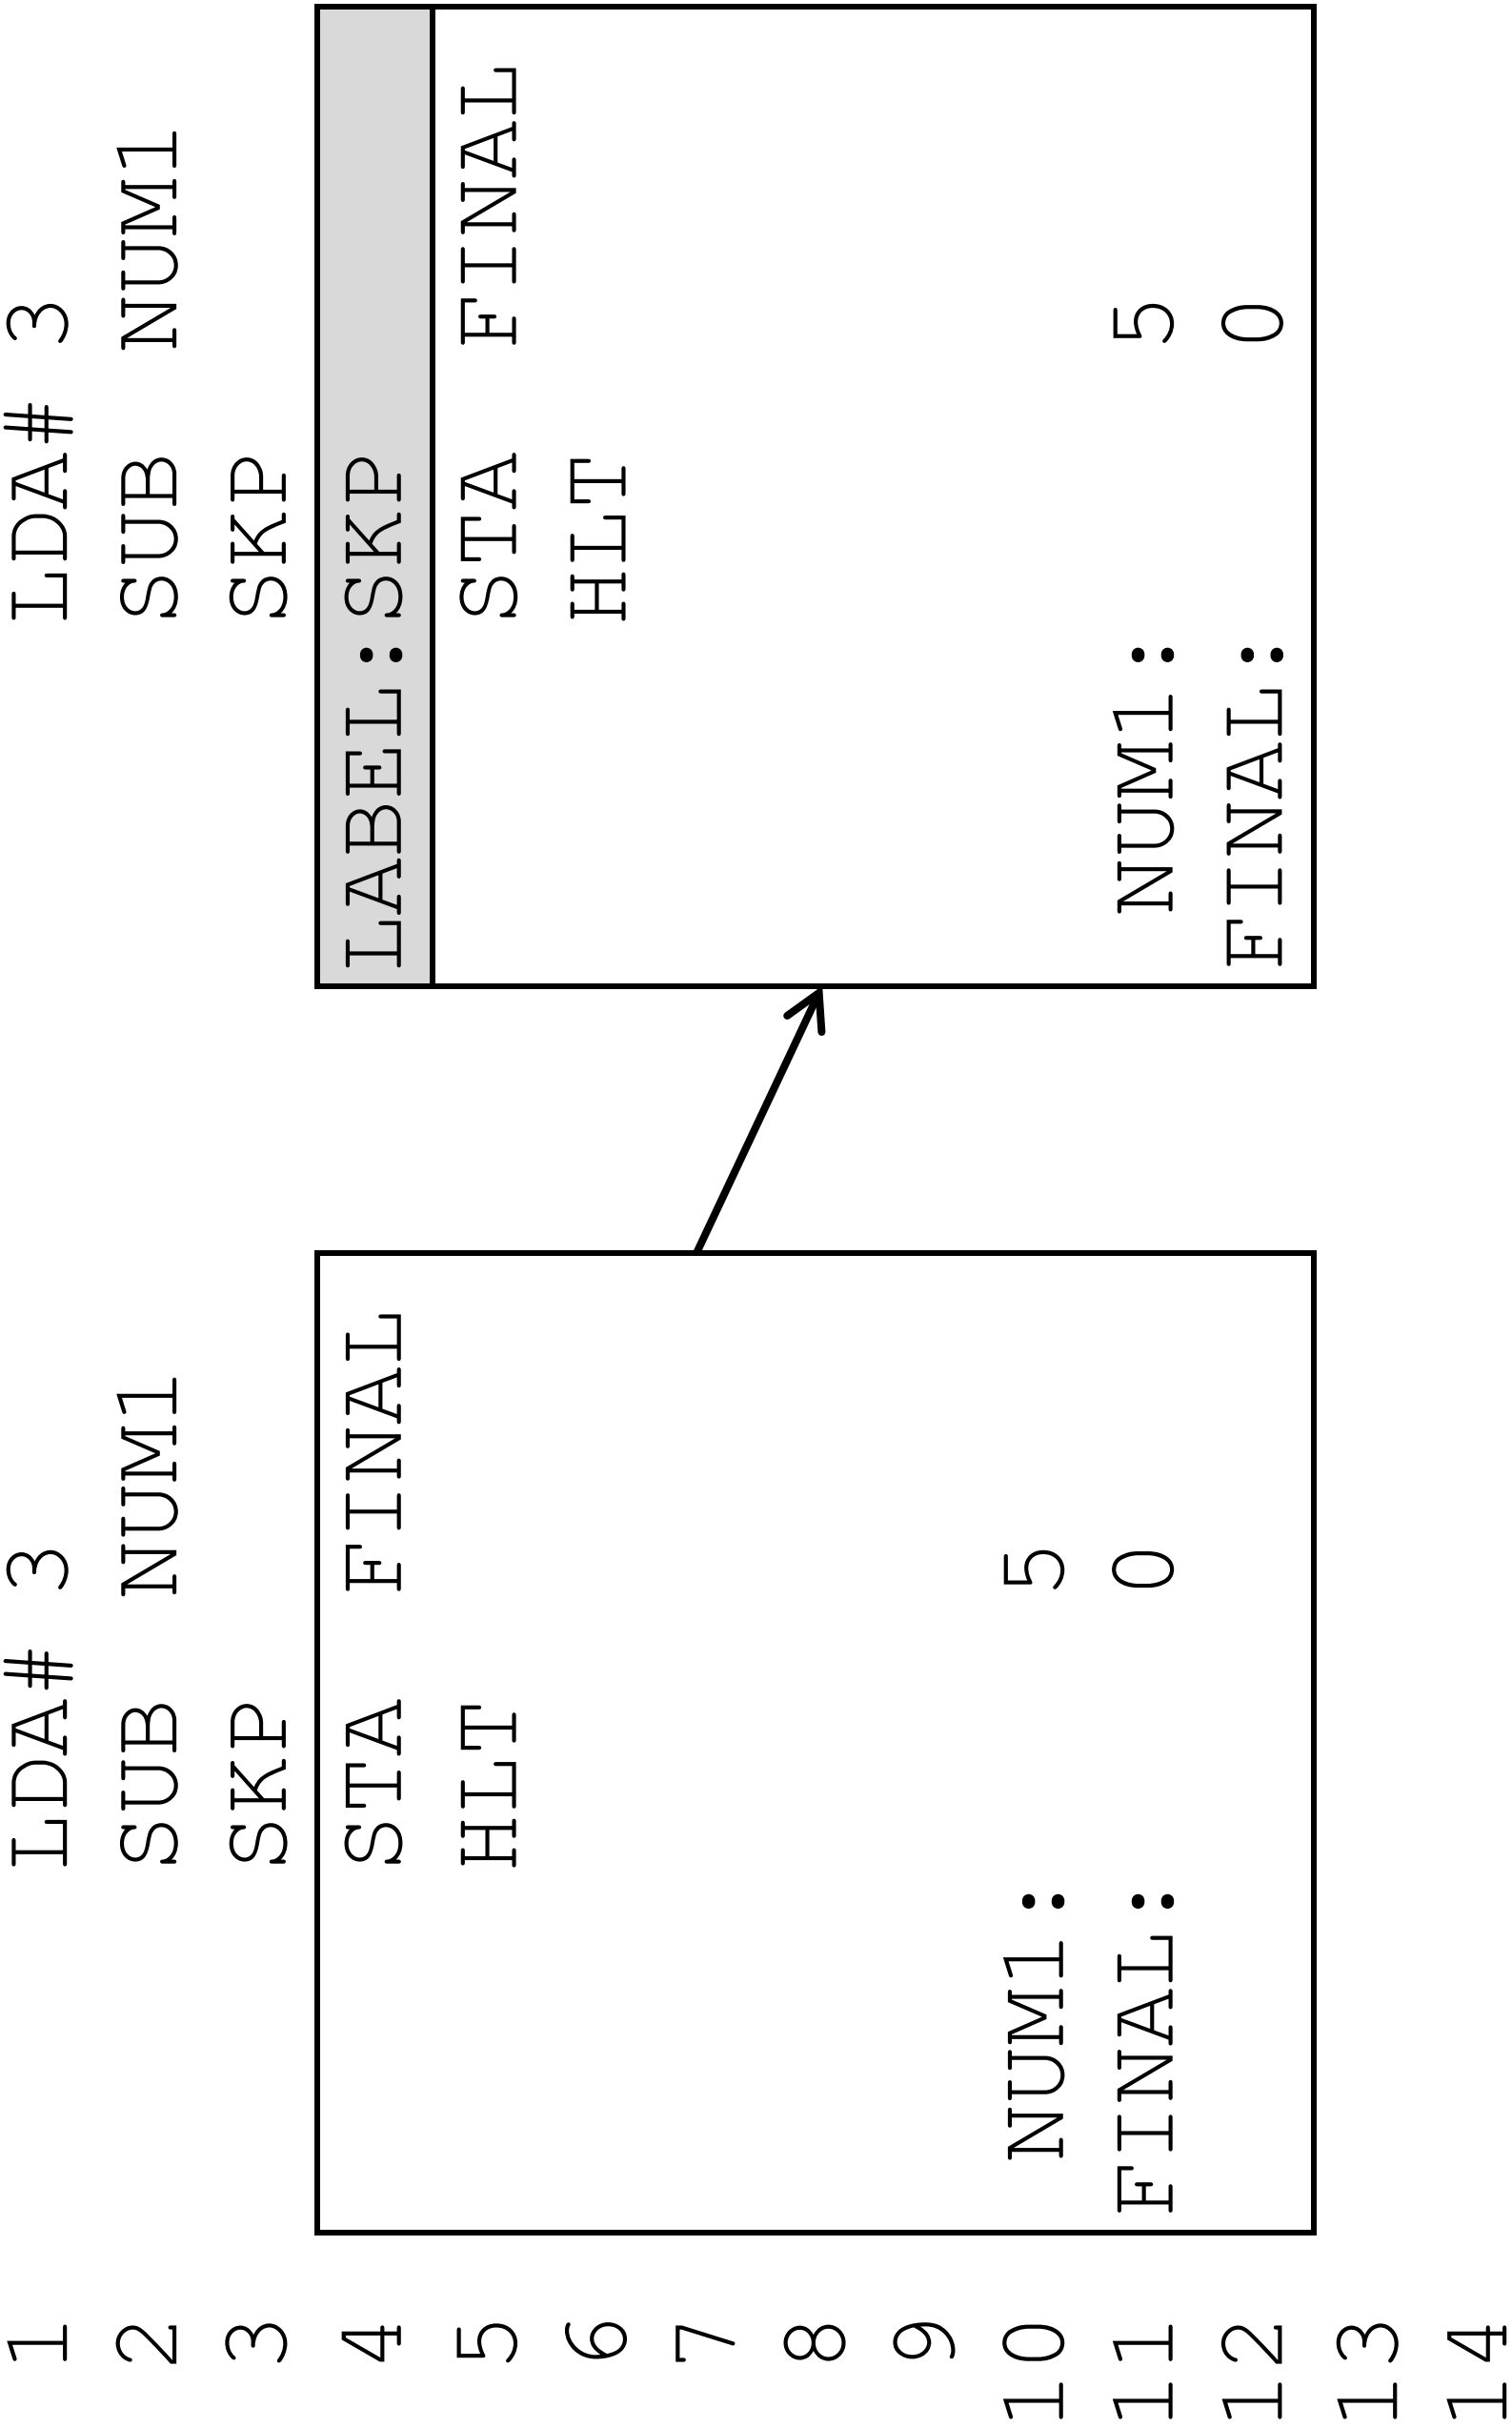 1 LDA# 3 LDA# 3
2 SUB NUM1 SUB NUM1
3 SKP SKP
4 STA FINAL LABEL: SKP
5 HLT STA FINAL
6 HLT
7
8
9
10 NUM1: 5
11 FINAL: 0 NUM1: 5
12 FINAL: 0
13
14